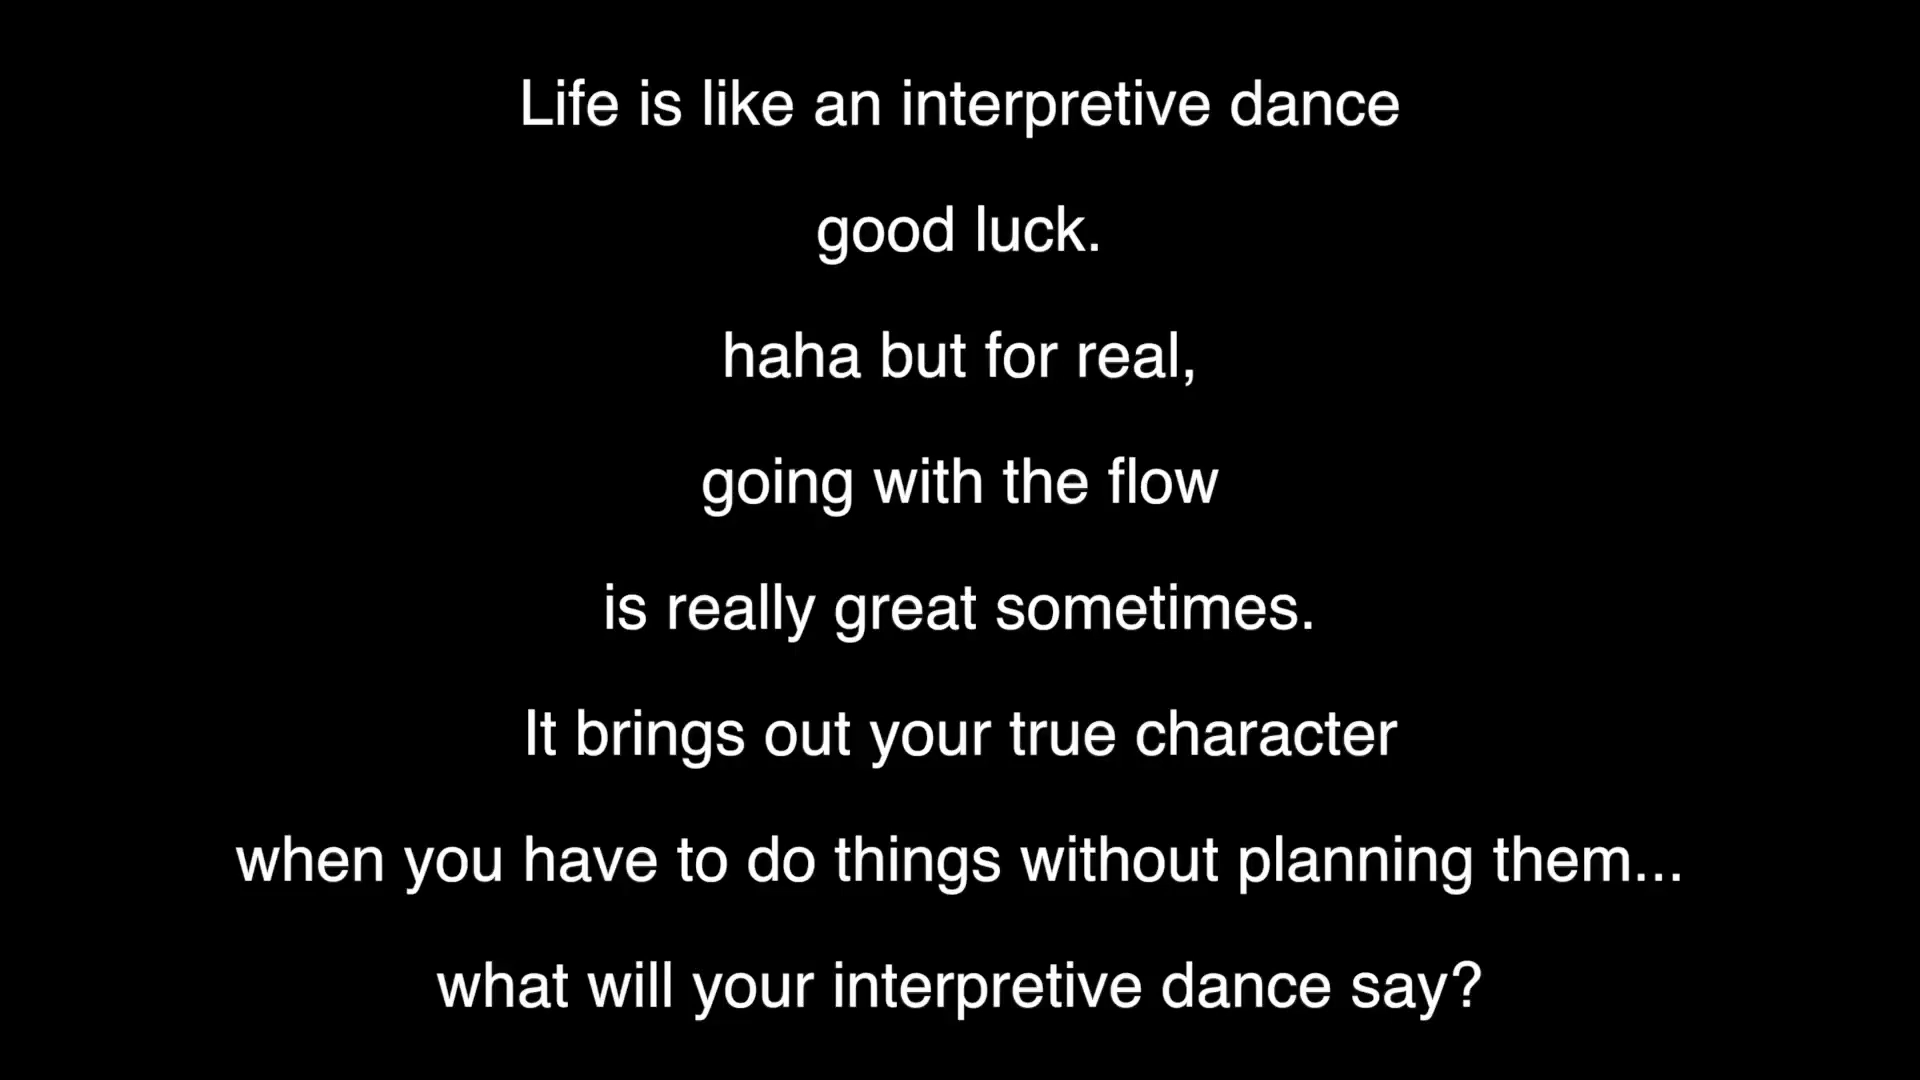 Life is like an interpretive dance
good luck.
haha but for real,
going with the flow
is really great sometimes.
It brings out your true character
when you have to do things without planning them...
what will your interpretive dance say?